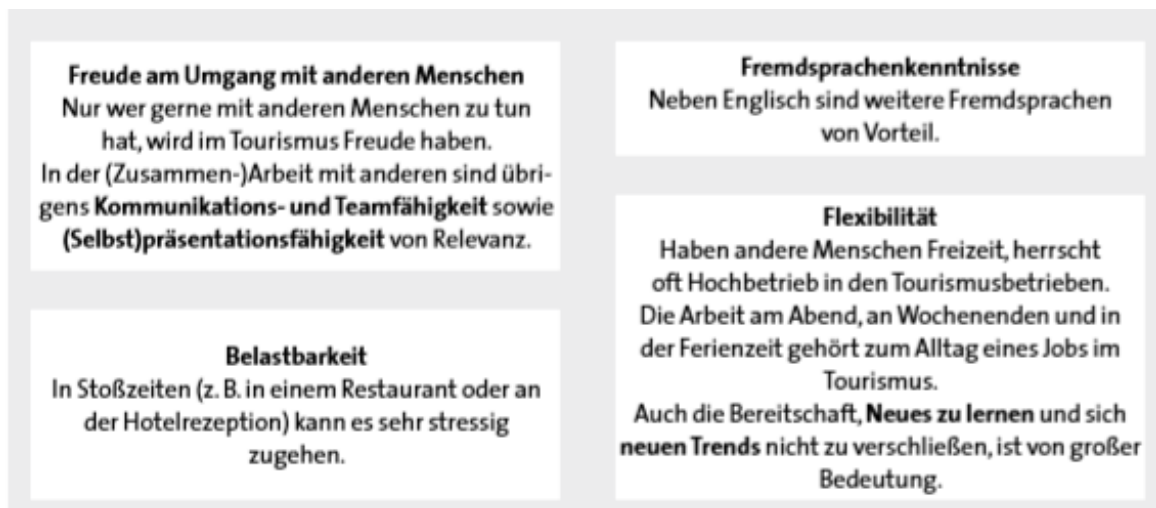 Freude am Umgang mit anderen Menschen
Nur wer gerne mit anderen Menschen zu tun
hat, wird im Tourismus Freude haben.
In der (Zusammen-)Arbeit mit anderen sind übri-
gens Kommunikations- und Teamfähigkeit sowie
(Selbst)präsentationsfähigkeit von Relevanz.
Belastbarkeit
In Stoßzeiten (z. B. in einem Restaurant oder an
der Hotelrezeption) kann es sehr stressig
zugehen.
Fremdsprachenkenntnisse
Neben Englisch sind weitere Fremdsprachen
von Vorteil.
Flexibilität
Haben andere Menschen Freizeit, herrscht
oft Hochbetrieb in den Tourismusbetrieben.
Die Arbeit am Abend, an Wochenenden und in
der Ferienzeit gehört zum Alltag eines Jobs im
Tourismus.
Auch die Bereitschaft, Neues zu lernen und sich
neuen Trends nicht zu verschließen, ist von großer
Bedeutung.